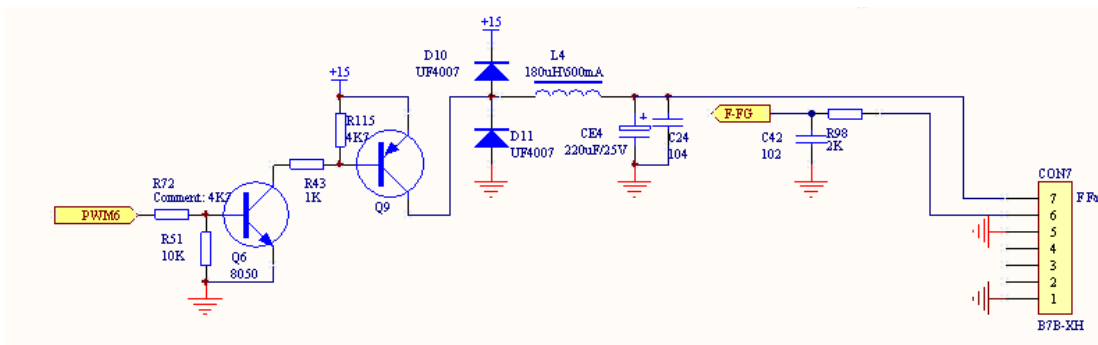 +15
D10
UF4007
L4
180uH\600mA
+15
R115
4K7
D11
UF4007
CE4
220uF/25V
+
C24
104
F-FG
C42
102
R98
2K
R43
1K
Q9
R72
Comment: 4K7
PWM6
R51
10K
Q6
8050
CON7
7
6
5
4
3
2
1
F Fa
B7B-XH